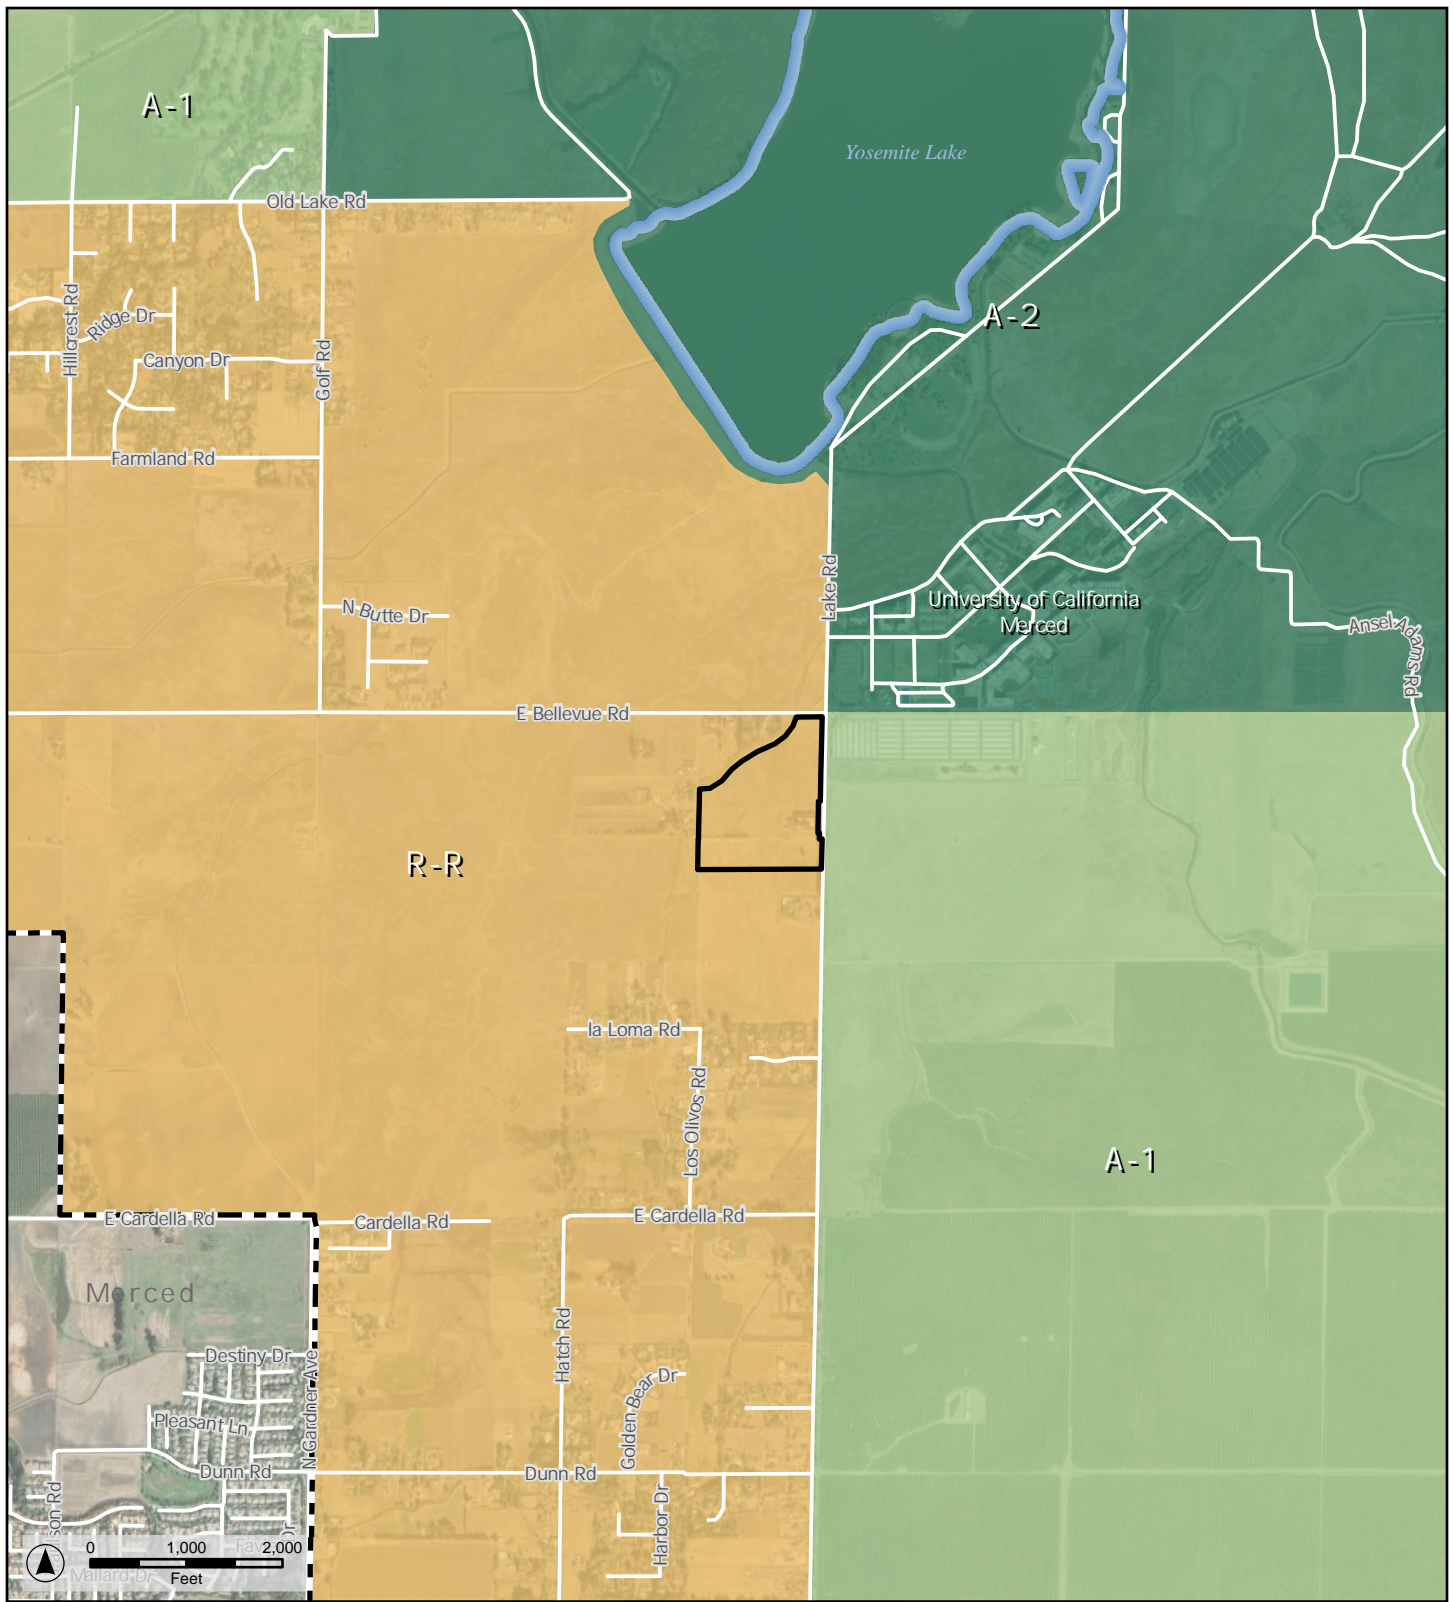 A-1
Yosemite Lake
Old Lake Rd
Hillcrest Rd
Ridge Dr
A-2
Canyon Dr
Golf Rd
Farmland Rd
Lake Rd
N Butte Dr
University of California
Merced
Ansel Adams Rd
E Bellevue Rd
R-R
la Loma Rd
Los Olivos Rd
A-1
E Cardella Rd
Cardella Rd
E Cardella Rd
Merced
Destiny Dr
N Gardner Ave
Hatch Rd
Golden Bear Dr
Pleasant Ln
Dunn Rd
Dunn Rd
Harbor Dr
0 1,000 2,000
Feet
Mallard Dr